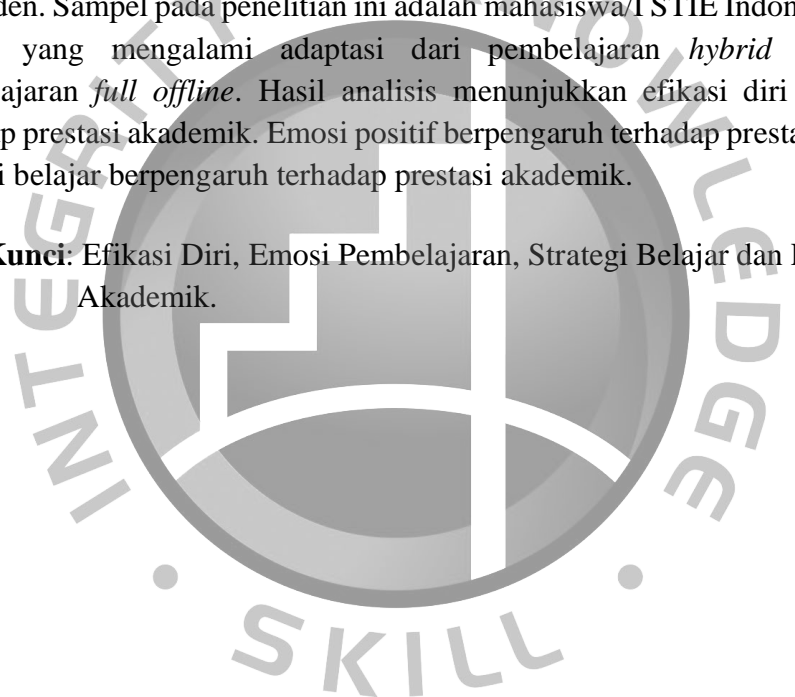 den. Sampel pada penelitian ini adalah mahasiswa/I STIE Indon
yang mengalami adaptasi dari pembelajaran hybrid
ajaran full offline. Hasil analisis menunjukkan efikasi diri
p prestasi akademik. Emosi positif berpengaruh terhadap presta
i belajar berpengaruh terhadap prestasi akademik.
Kunci: Efikasi Diri, Emosi Pembelajaran, Strategi Belajar dan
Akademik.
INTEGRITY
KNOWLEDGE
SKILL